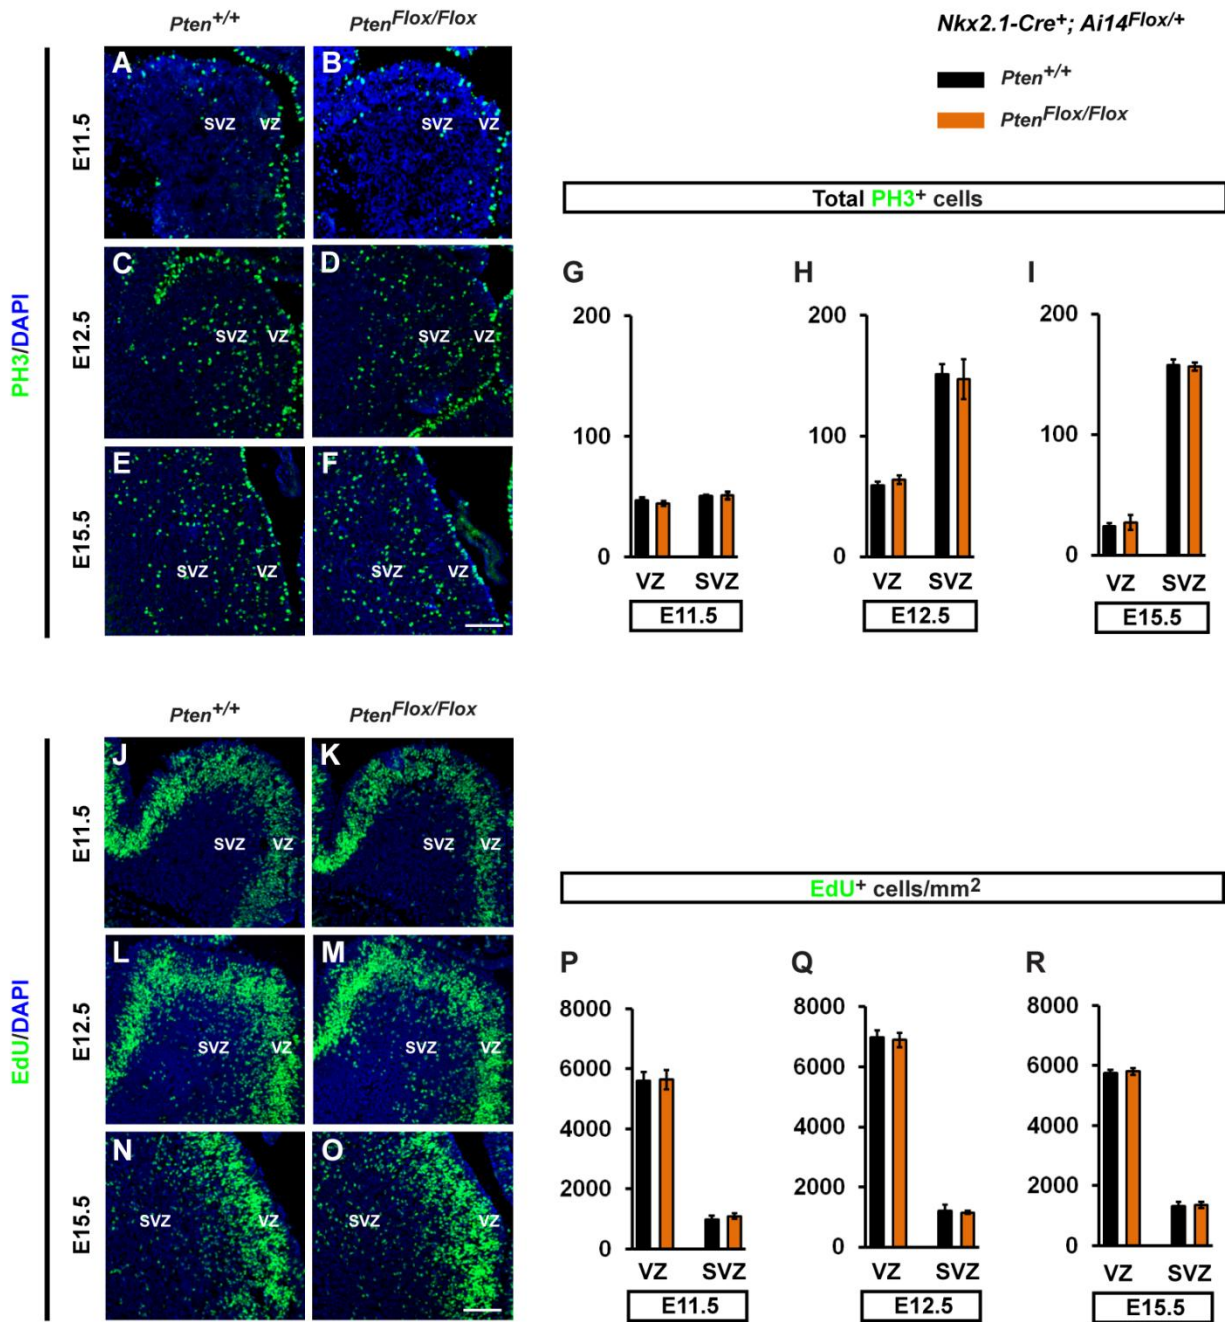 Pten+/+ PtenFlox/Flox
Nkx2.1-Cre+; Ai14Flox/+
Pten+/+
PtenFlox/Flox
PH3/DAPI
E11.5
A SVZ VZ
B SVZ VZ
E12.5
C SVZ VZ
D SVZ VZ
E15.5
E SVZ VZ
F SVZ VZ
Total PH3+ cells
G
200
100
0
VZ SVZ
E11.5
H
200
100
0
VZ SVZ
E12.5
I
200
100
0
VZ SVZ
E15.5
Pten+/+ PtenFlox/Flox
EdU/DAPI
E11.5
J SVZ VZ
K SVZ VZ
E12.5
L SVZ VZ
M SVZ VZ
E15.5
N SVZ VZ
O SVZ VZ
EdU+ cells/mm2
P
8000
6000
4000
2000
0
VZ SVZ
E11.5
Q
8000
6000
4000
2000
0
VZ SVZ
E12.5
R
8000
6000
4000
2000
0
VZ SVZ
E15.5